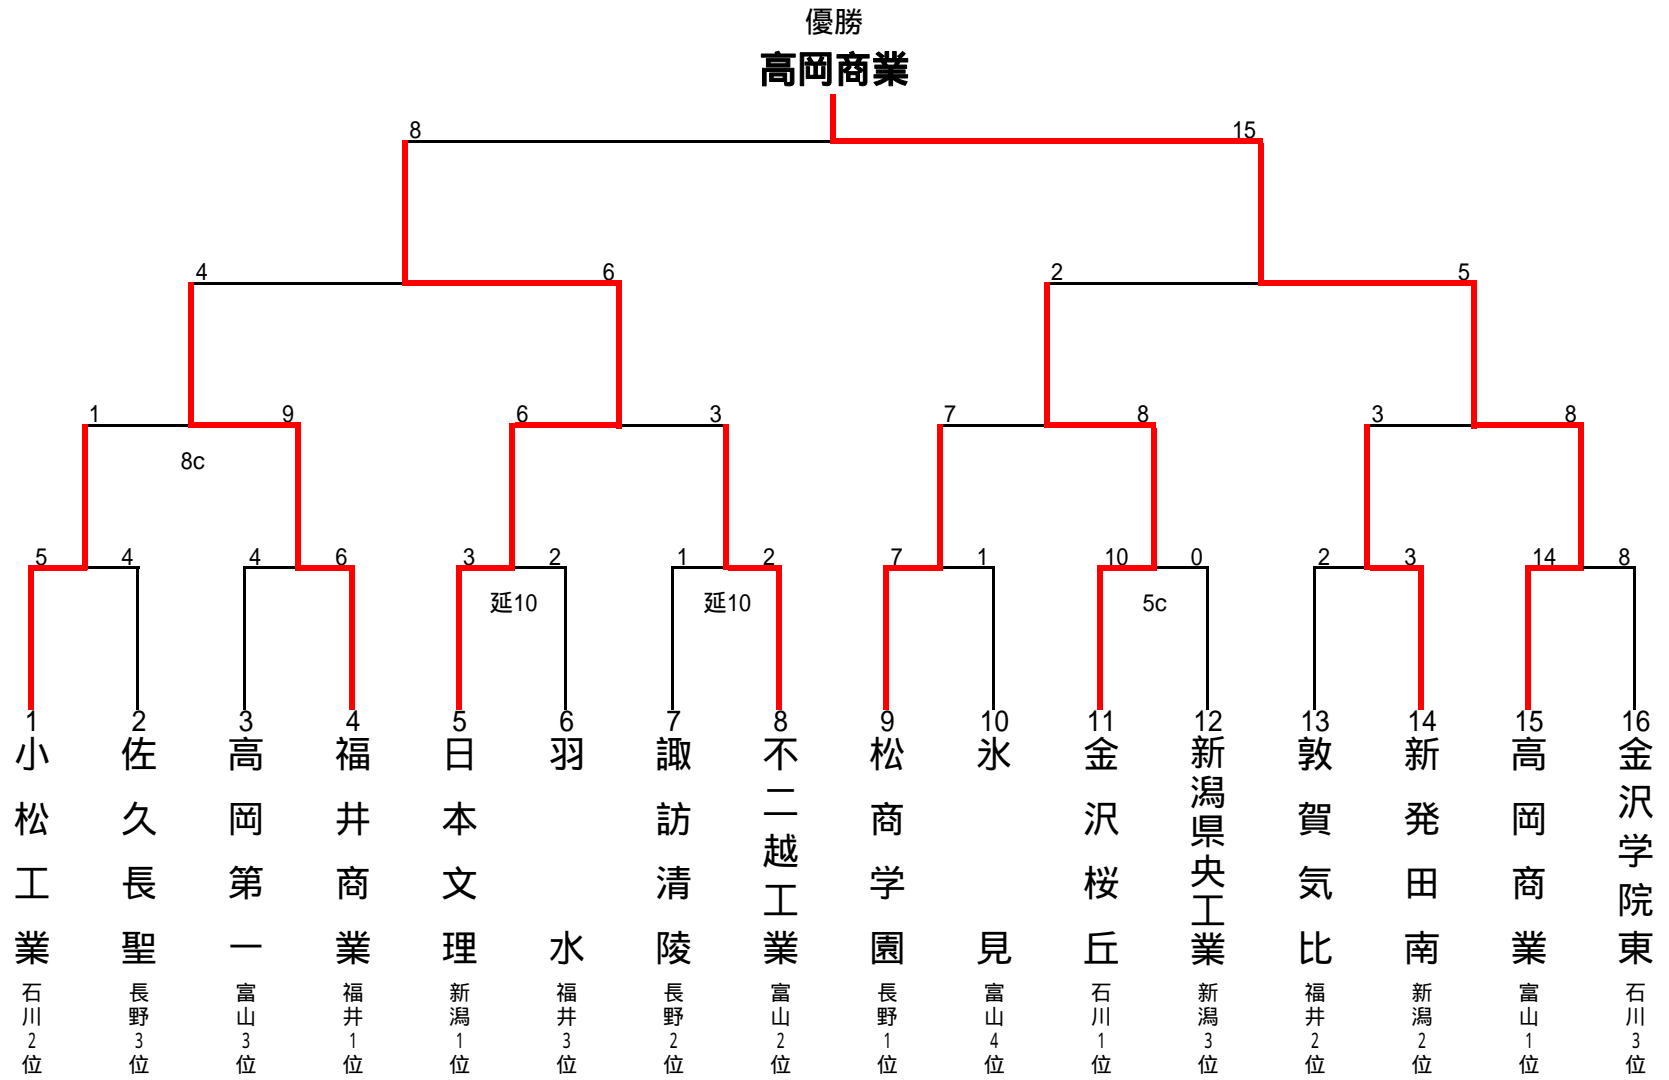 優勝
高岡商業
8
15
4
6
2
5
1
9
6
3
7
8
3
8
8c
5
4
4
6
3
2
1
2
7
1
10
0
2
3
14
8
延10
延10
5c
1
2
3
4
5
6
7
8
9
10
11
12
13
14
15
16
小松工業
佐久長聖
高岡第一
福井商業
日本文理
羽水
諏訪清陵
不二越工業
松商学園
氷見
金沢桜丘
新潟県央工業
敦賀気比
新発田南
高岡商業
金沢学院東
石川2位
長野3位
富山3位
福井1位
新潟1位
福井3位
長野2位
富山2位
長野1位
富山4位
石川1位
新潟3位
福井2位
新潟2位
富山1位
石川3位